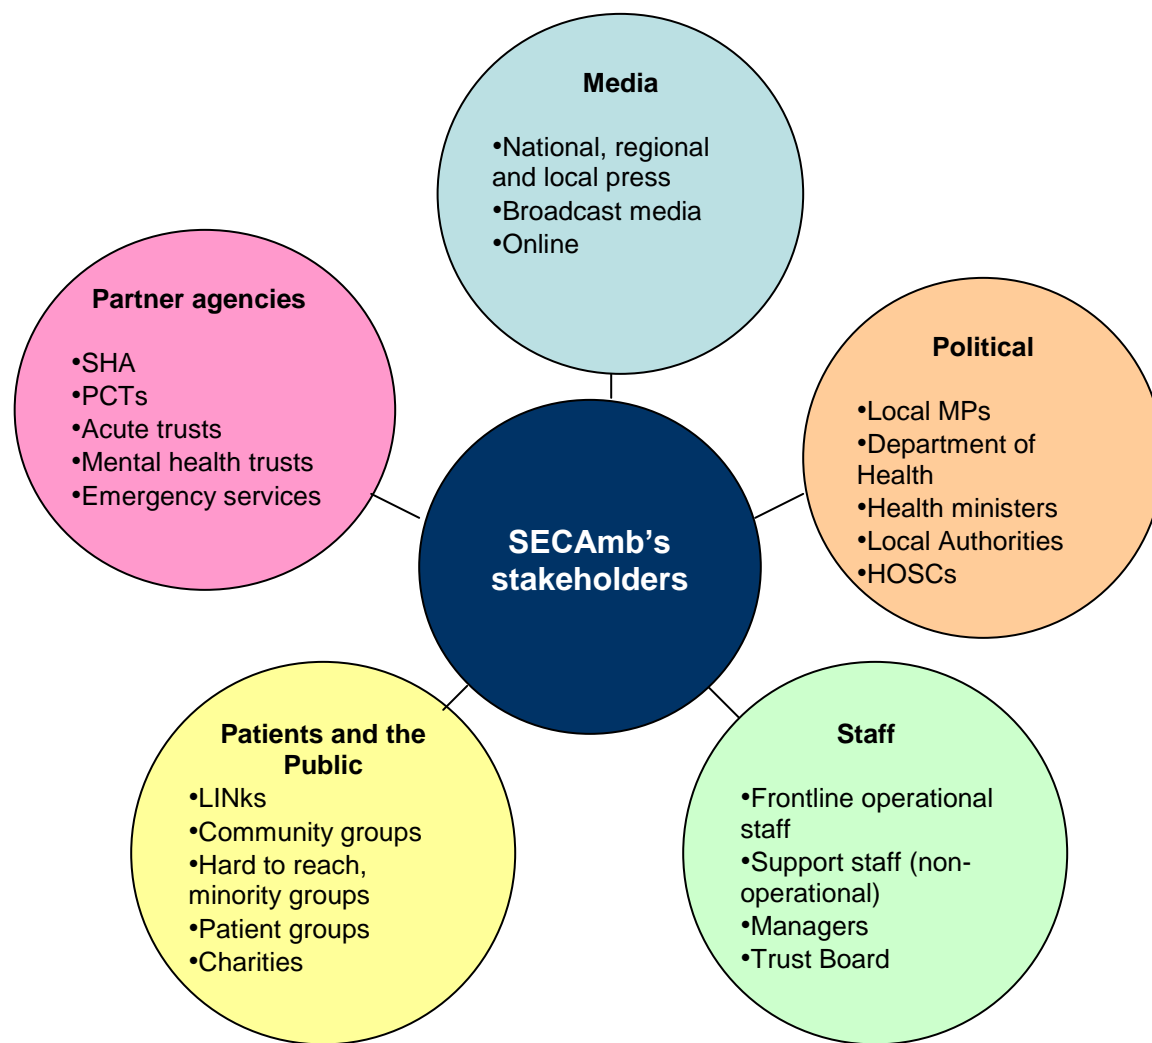 Media
•National, regional
and local press
•Broadcast media
•Online
Partner agencies
•SHA
•PCTs
•Acute trusts
•Mental health trusts
•Emergency services
Political
•Local MPs
•Department of
Health
•Health ministers
•Local Authorities
•HOSCs
SECAmb’s
stakeholders
Patients and the
Public
•LINks
•Community groups
•Hard to reach,
minority groups
•Patient groups
•Charities
Staff
•Frontline operational
staff
•Support staff (non-
operational)
•Managers
•Trust Board